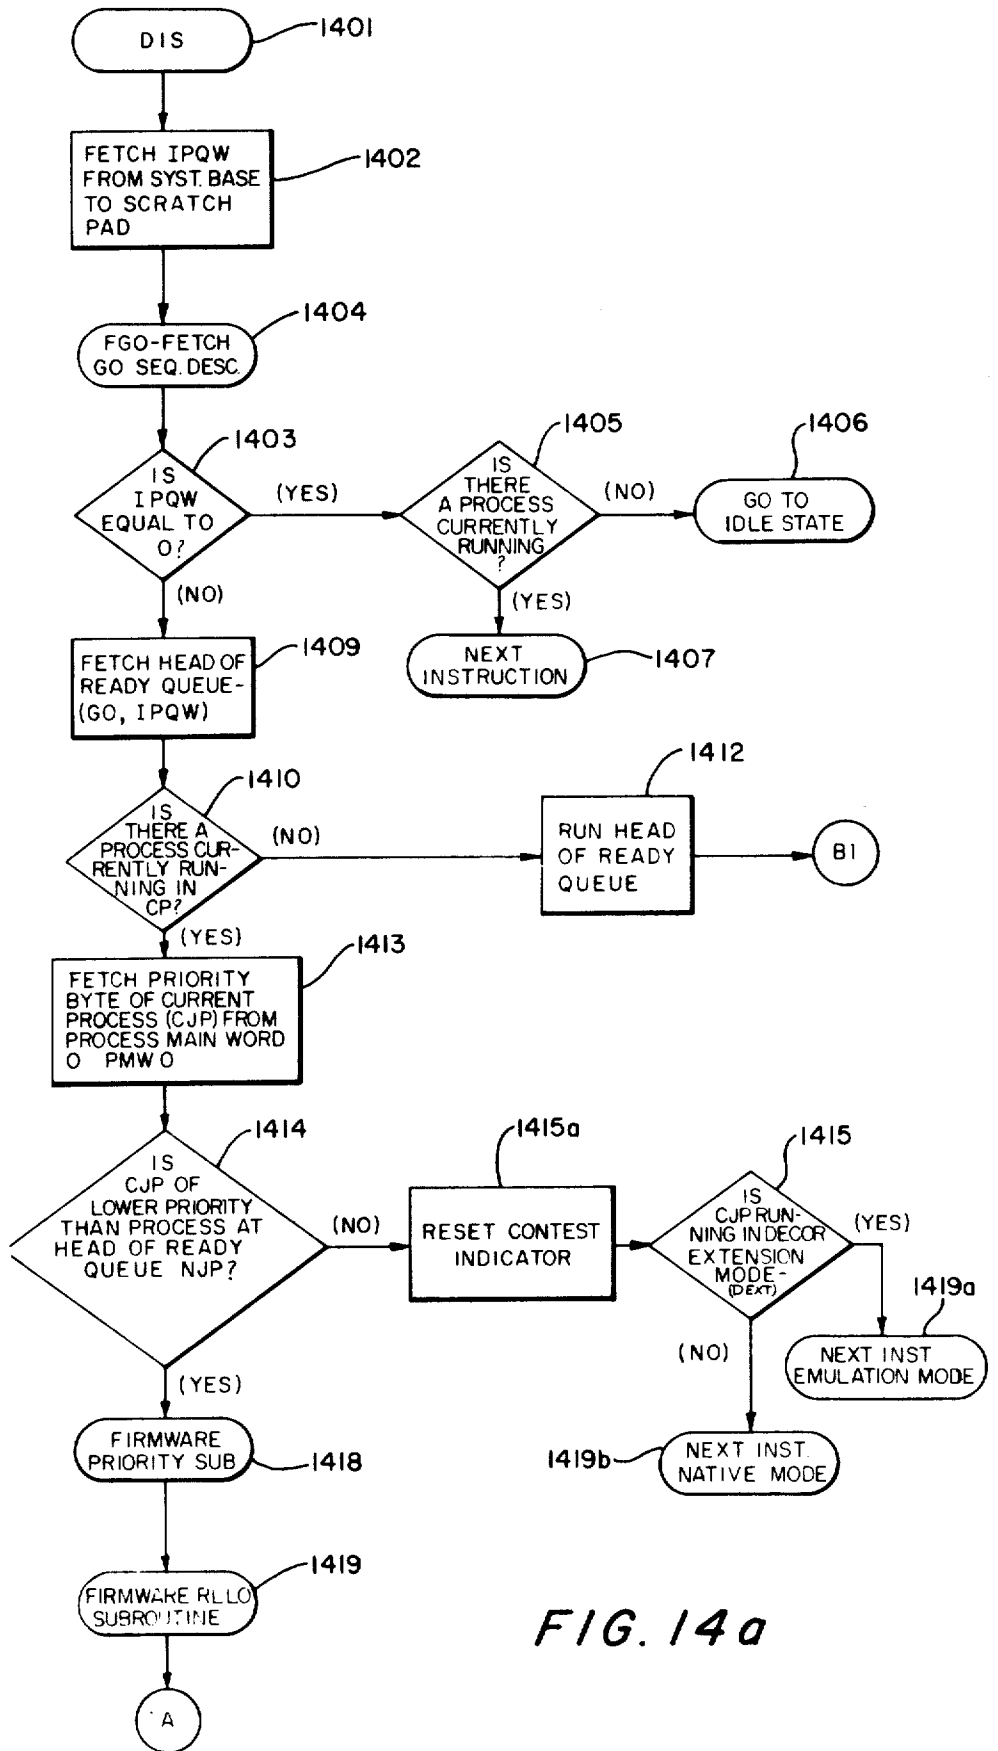 DIS
1401
FETCH IPQW
FROM SYST. BASE
TO SCRATCH
PAD
1402
1404
FGO-FETCH
GO SEQ. DESC.
1403
IS
IPQW
EQUAL TO
O?
(YES)
(NO)
1405
IS
THERE
A PROCESS
CURRENTLY
RUNNING
?
(NO)
(YES)
1406
GO TO
IDLE STATE
NEXT
INSTRUCTION
1407
FETCH HEAD OF
READY QUEUE-
(GO, IPQW)
1409
1410
IS
THERE A
PROCESS CUR-
RENTLY RUN-
NING IN
CP?
(NO)
(YES)
1412
RUN HEAD
OF READY
QUEUE
B1
1413
FETCH PRIORITY
BYTE OF CURRENT
PROCESS (CJP) FROM
PROCESS MAIN WORD
O PMW O
1414
IS
CJP OF
LOWER PRIORITY
THAN PROCESS AT
HEAD OF READY
QUEUE NJP?
(NO)
(YES)
1415a
RESET CONTEST
INDICATOR
1415
IS
CJP RUN-
NING IN DECOR
EXTENSION
MODE-
(DEXT)
(YES)
(NO)
1419a
NEXT INST
EMULATION MODE
1419b
NEXT INST.
NATIVE MODE
FIRMWARE
PRIORITY SUB
1418
1419
FIRMWARE RLLO
SUBROUTINE
A
FIG. 14a